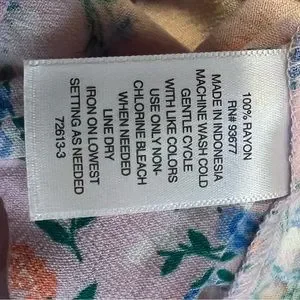 100% RAYON
RN# 93677
MADE IN INDONESIA
MACHINE WASH COLD
GENTLE CYCLE
WITH LIKE COLORS
USE ONLY NON-
CHLORINE BLEACH
WHEN NEEDED
LINE DRY
IRON ON LOWEST
SETTING AS NEEDED
72613-3